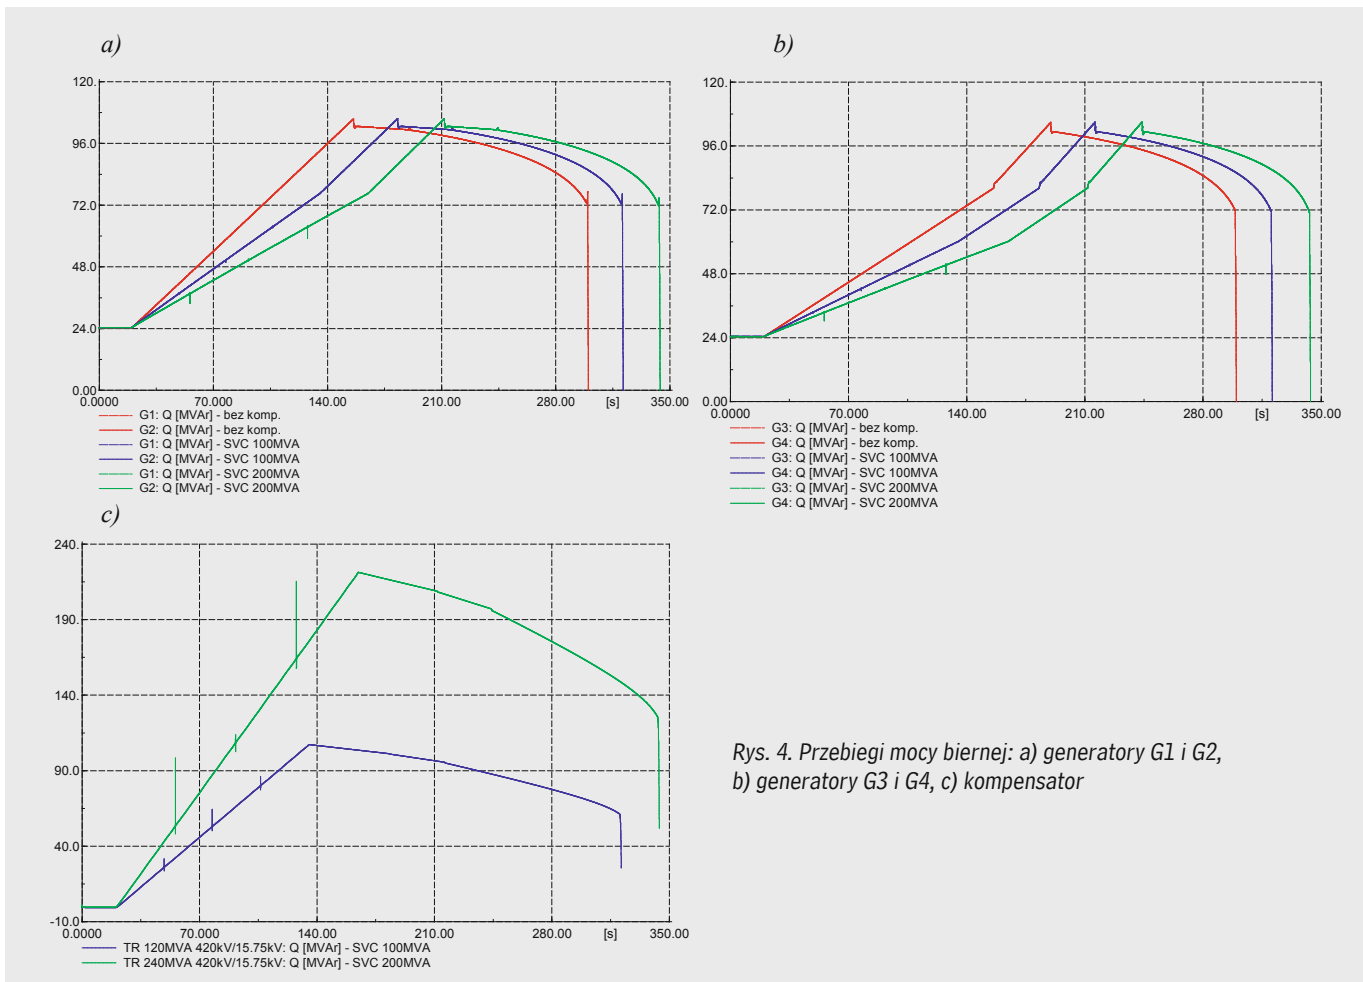 a)
120.
96.0
72.0
48.0
24.0
0.00
0.0000 70.000 140.00 210.00 280.00 [s] 350.00
G1: Q [MVAr] - bez komp.
G2: Q [MVAr] - bez komp.
G1: Q [MVAr] - SVC 100MVA
G2: Q [MVAr] - SVC 100MVA
G1: Q [MVAr] - SVC 200MVA
G2: Q [MVAr] - SVC 200MVA
b)
120.
96.0
72.0
48.0
24.0
0.00
0.0000 70.000 140.00 210.00 280.00 [s] 350.00
G3: Q [MVAr] - bez komp.
G4: Q [MVAr] - bez komp.
G3: Q [MVAr] - SVC 100MVA
G4: Q [MVAr] - SVC 100MVA
G3: Q [MVAr] - SVC 200MVA
G4: Q [MVAr] - SVC 200MVA
c)
240.
190.
140.
90.0
40.0
-10.0
0.0000 70.000 140.00 210.00 280.00 [s] 350.00
TR 120MVA 420kV/15.75kV: Q [MVAr] - SVC 100MVA
TR 240MVA 420kV/15.75kV: Q [MVAr] - SVC 200MVA
Rys. 4. Przebiegi mocy biernej: a) generatory G1 i G2,
b) generatory G3 i G4, c) kompensator